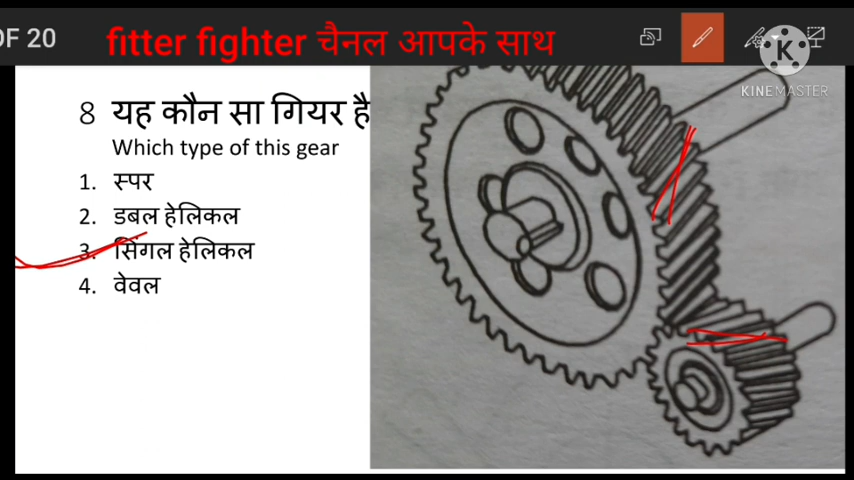 OF 20
fitter fighter चैनल आपके साथ
K
KINEMASTER
8 यह कौन सा गियर है
Which type of this gear
1. स्पर
2. डबल हेलिकल
3. सिंगल हेलिकल
4. वेवल